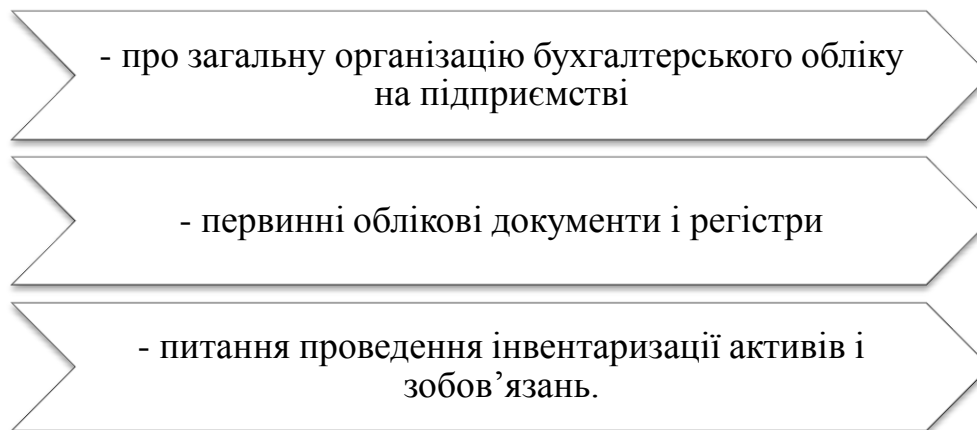 - про загальну організацію бухгалтерського обліку
на підприємстві
- первинні облікові документи і регістри
- питання проведення інвентаризації активів і
зобов’язань.